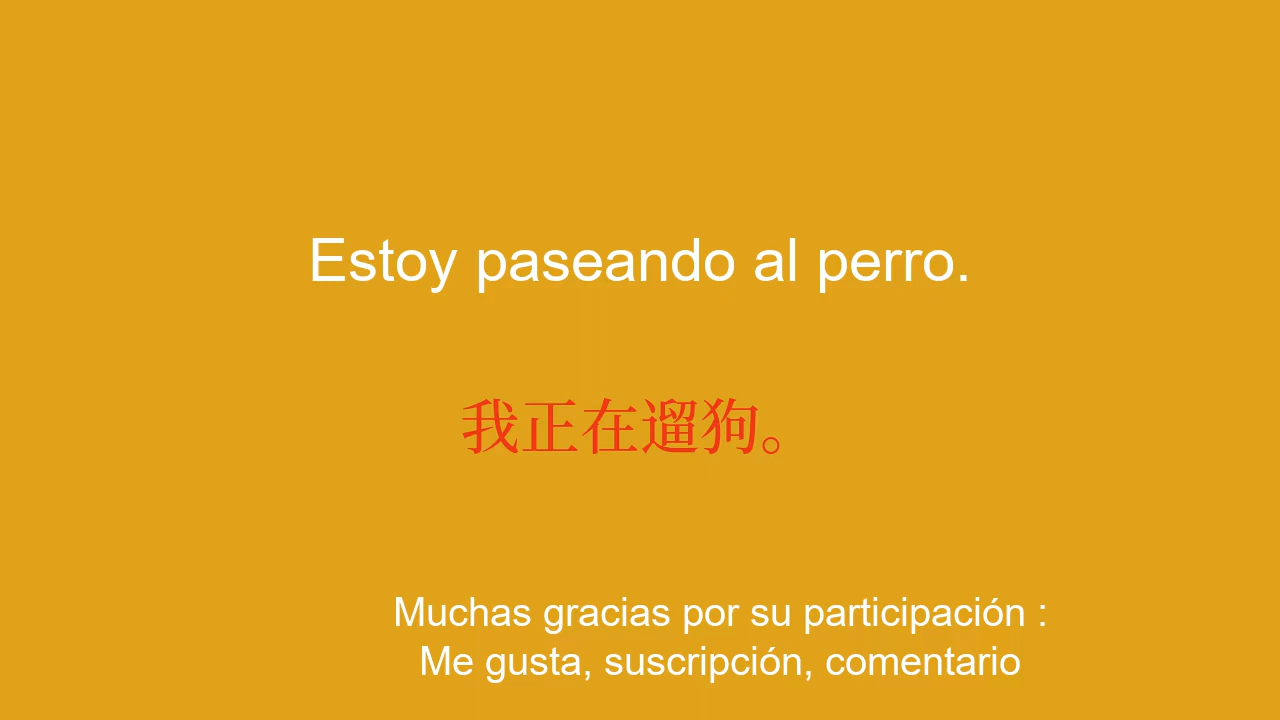 Estoy paseando al perro.
我正在遛狗。
Muchas gracias por su participación :
Me gusta, suscripción, comentario